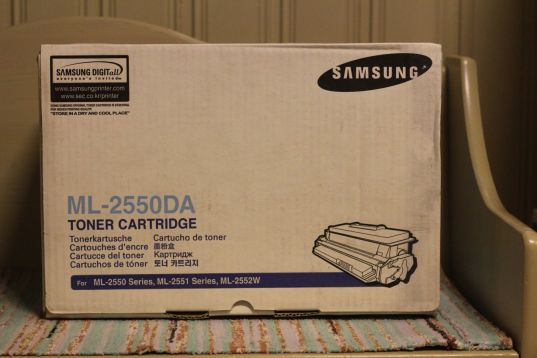 SAMSUNG DIGITall
everyone's invited™
www.samsungprinter.com
www.sec.co.kr/printer
"STORE IN A DRY AND COOL PLACE"
SAMSUNG
ML-2550DA
TONER CARTRIDGE
Tonerkartusche Cartucho de toner
Cartouches d'encre 墨粉盒
Cartucce del toner Картридж
Cartuchos de tóner 토너 카트리지
For ML-2550 Series, ML-2551 Series, ML-2552W